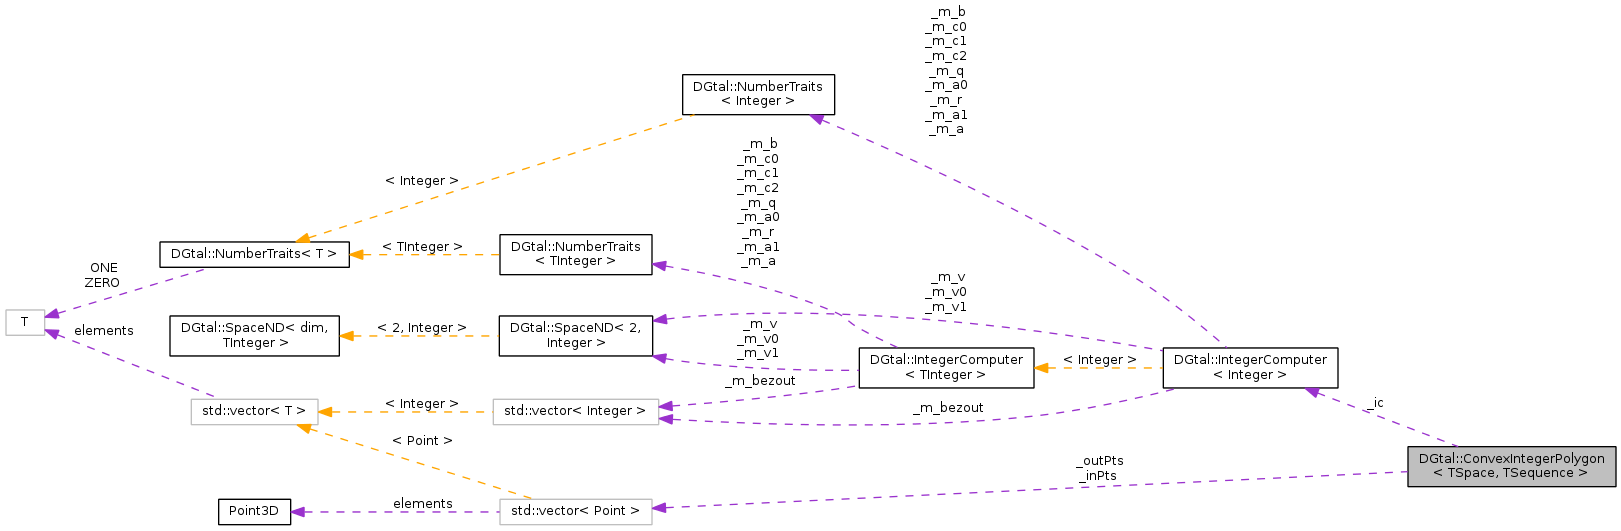 _m_b
_m_c0
_m_c1
_m_c2
_m_q
_m_a0
_m_r
_m_a1
_m_a
DGtal::NumberTraits
< Integer >
_m_b
_m_c0
_m_c1
_m_c2
_m_q
_m_a0
_m_r
_m_a1
_m_a
< Integer >
DGtal::NumberTraits< T >
< TInteger >
DGtal::NumberTraits
< TInteger >
ONE
ZERO
T
elements
DGtal::SpaceND< dim,
TInteger >
< 2, Integer >
DGtal::SpaceND< 2,
Integer >
_m_v
_m_v0
_m_v1
_m_v
_m_v0
_m_v1
DGtal::IntegerComputer
< TInteger >
< Integer >
DGtal::IntegerComputer
< Integer >
_m_bezout
_m_bezout
std::vector< T >
< Integer >
std::vector< Integer >
_ic
< Point >
_outPts
_inPts
DGtal::ConvexIntegerPolygon
< TSpace, TSequence >
Point3D
elements
std::vector< Point >